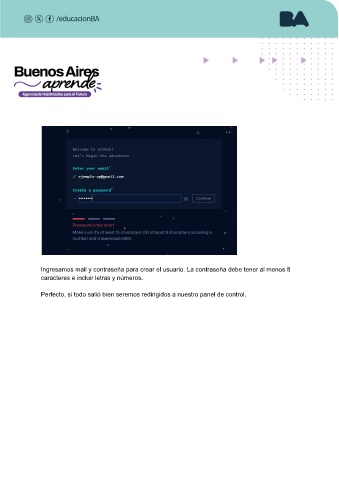 /educacionBA
BA
Buenos Aires
aprende
Agencia de Habilidades para el Futuro
Welcome to GitHub!
Let's begin the adventure
Enter your email*
✓ ejemplo-ug@gmail.com
Create a password*
→ ••••••
Continue
Password is too short
Make sure it's at least 15 characters OR at least 8 characters including a
number and a lowercase letter
Ingresamos mail y contraseña para crear el usuario. La contraseña debe tener al menos 8
caracteres e incluir letras y números.
Perfecto, si todo salió bien seremos redirigidos a nuestro panel de control.